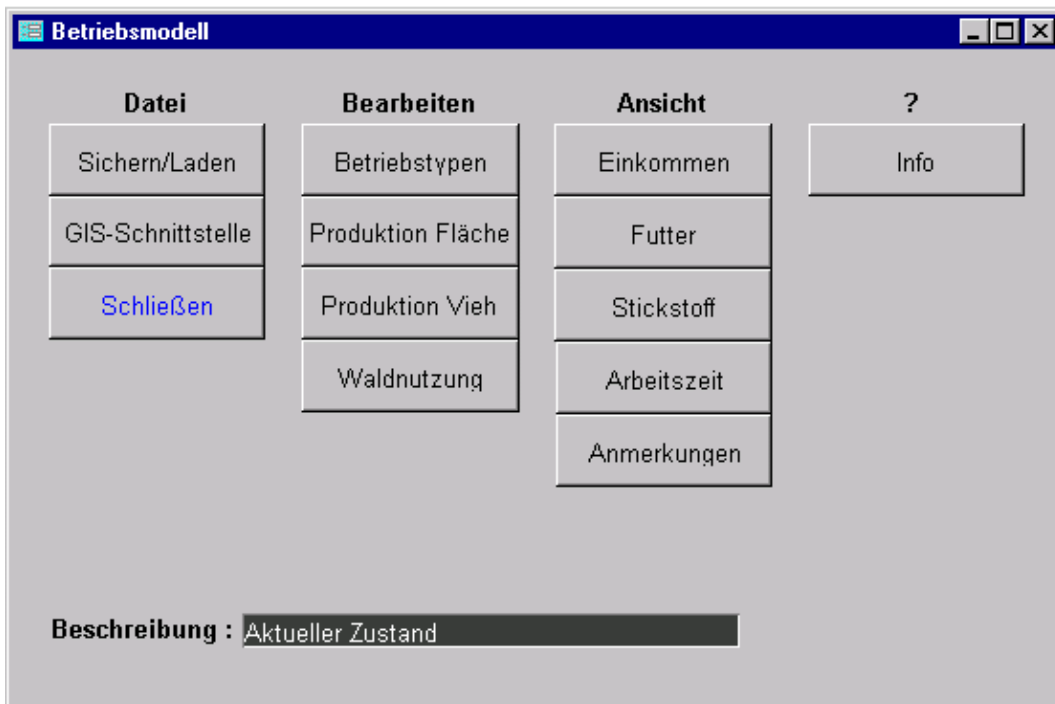 Betriebsmodell
Datei
Sichern/Laden
GIS-Schnittstelle
Schließen
Bearbeiten
Betriebstypen
Produktion Fläche
Produktion Vieh
Waldnutzung
Ansicht
Einkommen
Futter
Stickstoff
Arbeitszeit
Anmerkungen
?
Info
Beschreibung : Aktueller Zustand